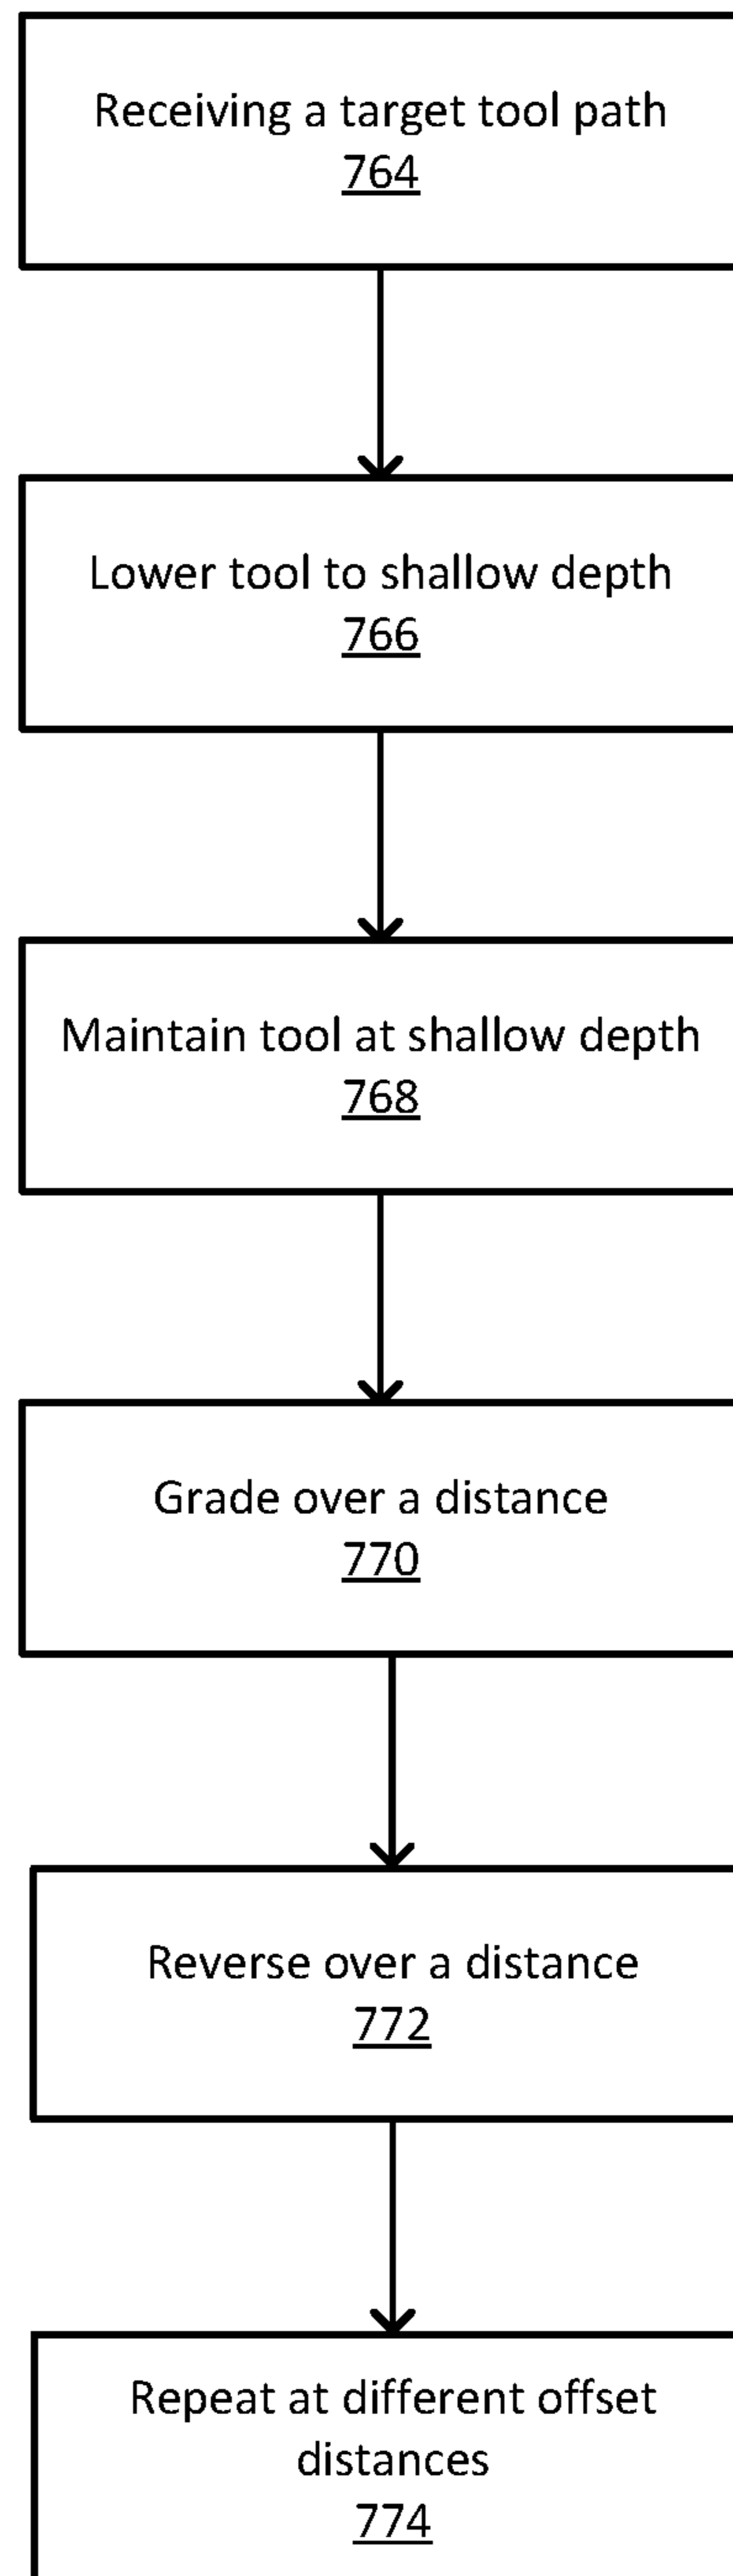 Receiving a target tool path
764
Lower tool to shallow depth
766
Maintain tool at shallow depth
768
Grade over a distance
770
Reverse over a distance
772
Repeat at different offset
distances
774